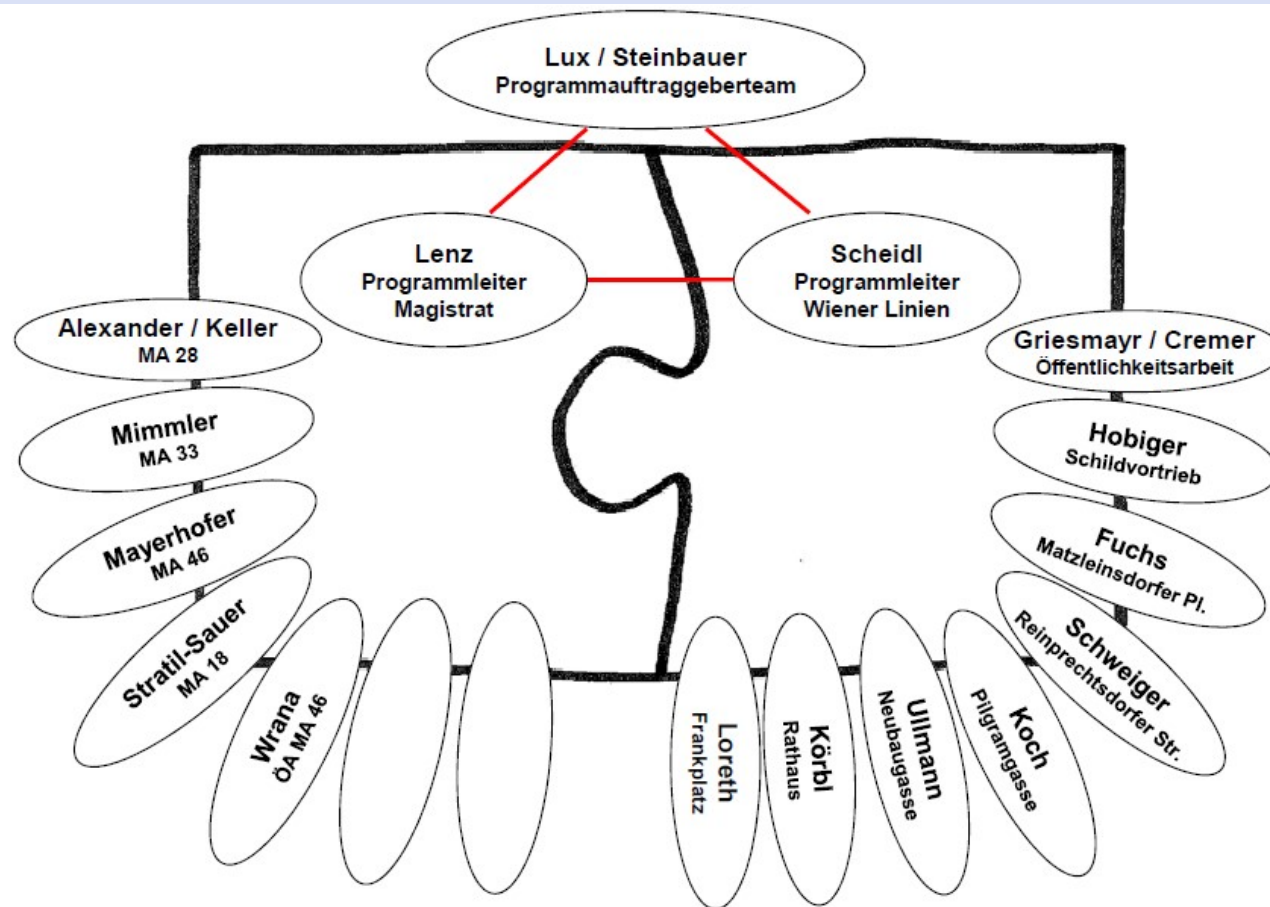 Lux / Steinbauer
Programmauftraggeberteam
Lenz
Programmleiter
Magistrat
Scheidl
Programmleiter
Wiener Linien
Alexander / Keller
MA 28
Mimmler
MA 33
Mayerhofer
MA 46
Stratil-Sauer
MA 18
Wrana
ÖA MA 46
Griesmayr / Cremer
Öffentlichkeitsarbeit
Hobiger
Schildvortrieb
Fuchs
Matzleinsdorfer Pl.
Schweiger
Reinprechtsdorfer Str.
Koch
Pilgramgasse
Ullmann
Neubaugasse
Körbl
Rathaus
Loreth
Frankplatz